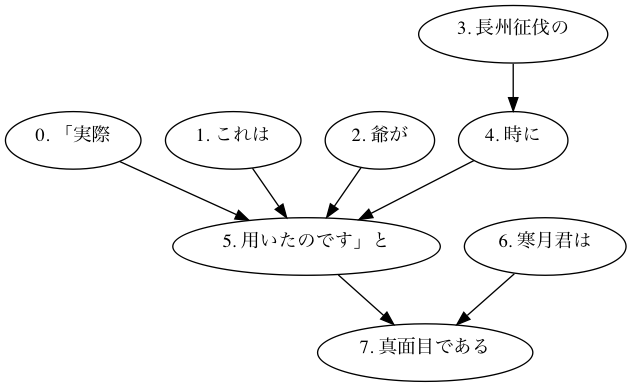 3. 長州征伐の
0. 「実際
1. これは
2. 爺が
4. 時に
5. 用いたのです」と
6. 寒月君は
7. 真面目である